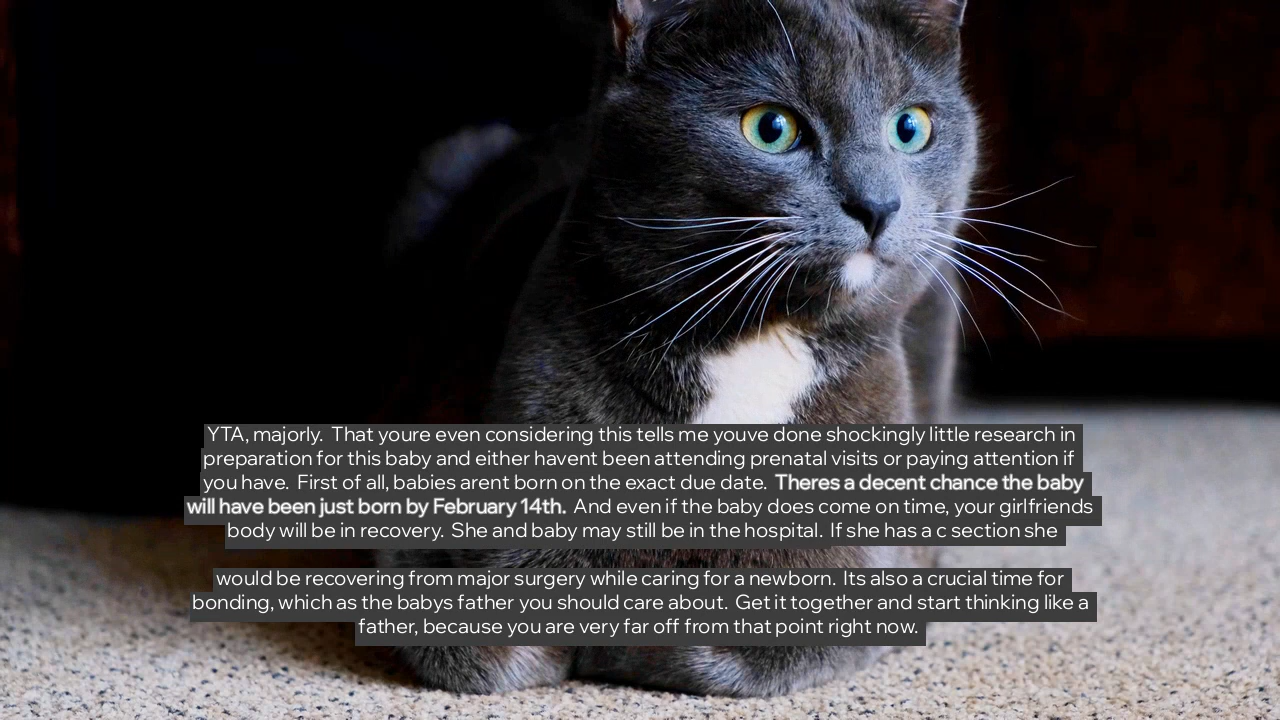 YTA, majorly. That youre even considering this tells me youve done shockingly little research in
preparation for this baby and either havent been attending prenatal visits or paying attention if
you have. First of all, babies arent born on the exact due date. Theres a decent chance the baby
will have been just born by February 14th. And even if the baby does come on time, your girlfriends
body will be in recovery. She and baby may still be in the hospital. If she has a c section she
would be recovering from major surgery while caring for a newborn. Its also a crucial time for
bonding, which as the babys father you should care about. Get it together and start thinking like a
father, because you are very far off from that point right now.